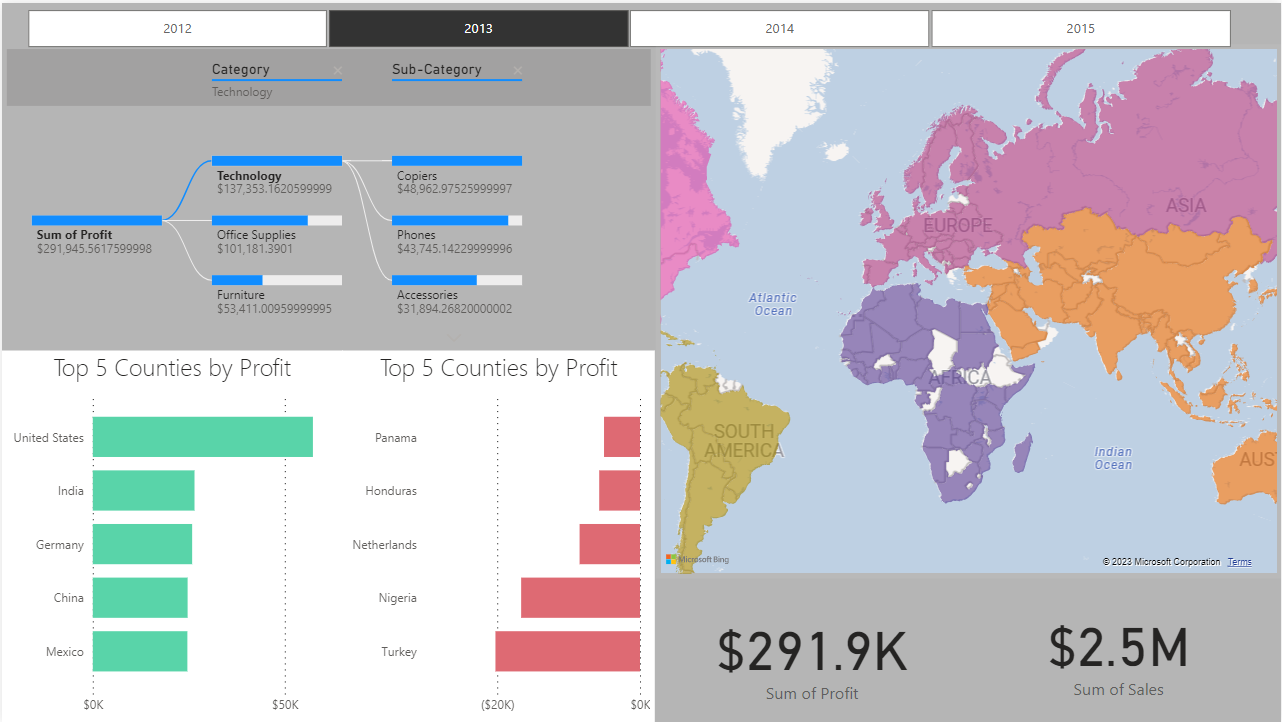 2012
2013
2014
2015
Category
Sub-Category
Technology
Technology
$137,353.1620599999
Copiers
$48,962.97525999997
Sum of Profit
$291,945.5617599998
Office Supplies
$101,181.3901
Phones
$43,745.14229999996
Furniture
$53,411.00959999995
Accessories
$31,894.26820000002
Top 5 Counties by Profit
United States
India
Germany
China
Mexico
$0K
$50K
Top 5 Counties by Profit
Panama
Honduras
Netherlands
Nigeria
Turkey
($20K)
$0K
ASIA
EUROPE
Atlantic
Ocean
AFRICA
SOUTH
AMERICA
Indian
Ocean
AUS
Microsoft Bing
© 2023 Microsoft Corporation
Terms
$291.9K
Sum of Profit
$2.5M
Sum of Sales